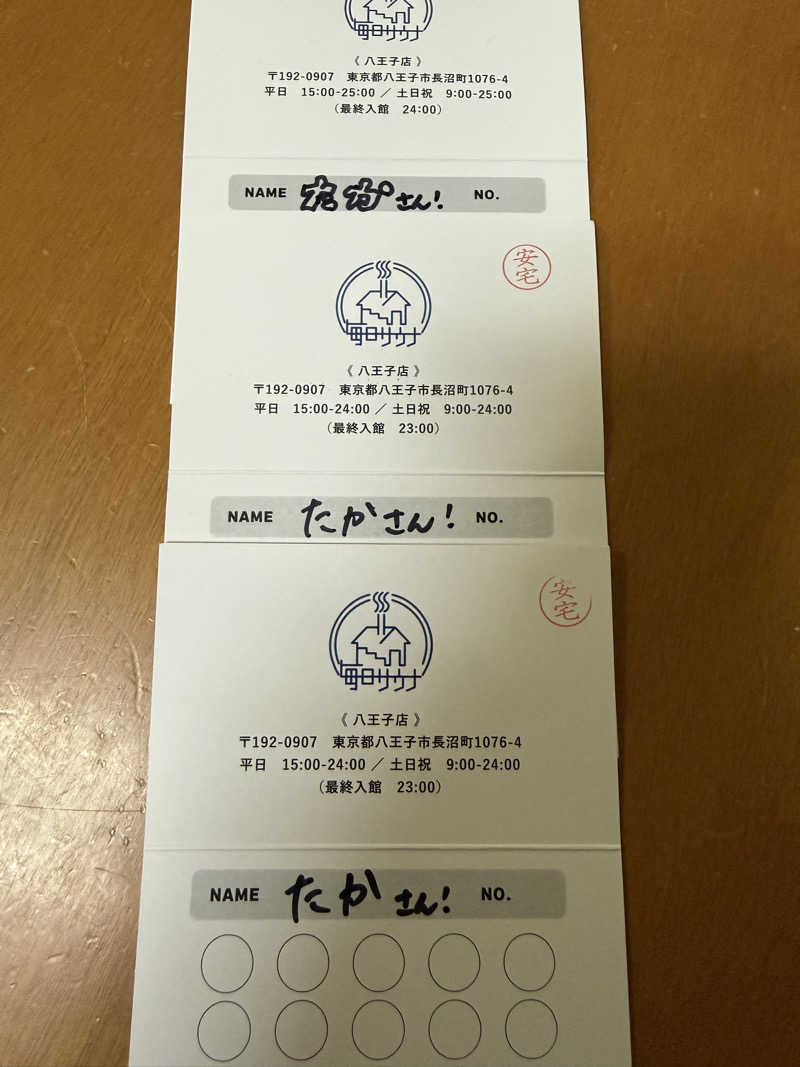 毎日サウナ
《 八王子店 》
〒192-0907 東京都八王子市長沼町1076-4
平日 15:00-25:00 ／ 土日祝 9:00-25:00
(最終入館 24:00)
NAME さん! NO.
安宅
毎日サウナ
《 八王子店 》
〒192-0907 東京都八王子市長沼町1076-4
平日 15:00-24:00 ／ 土日祝 9:00-24:00
(最終入館 23:00)
NAME たかさん! NO.
安宅
毎日サウナ
《 八王子店 》
〒192-0907 東京都八王子市長沼町1076-4
平日 15:00-24:00 ／ 土日祝 9:00-24:00
(最終入館 23:00)
NAME たかさん! NO.